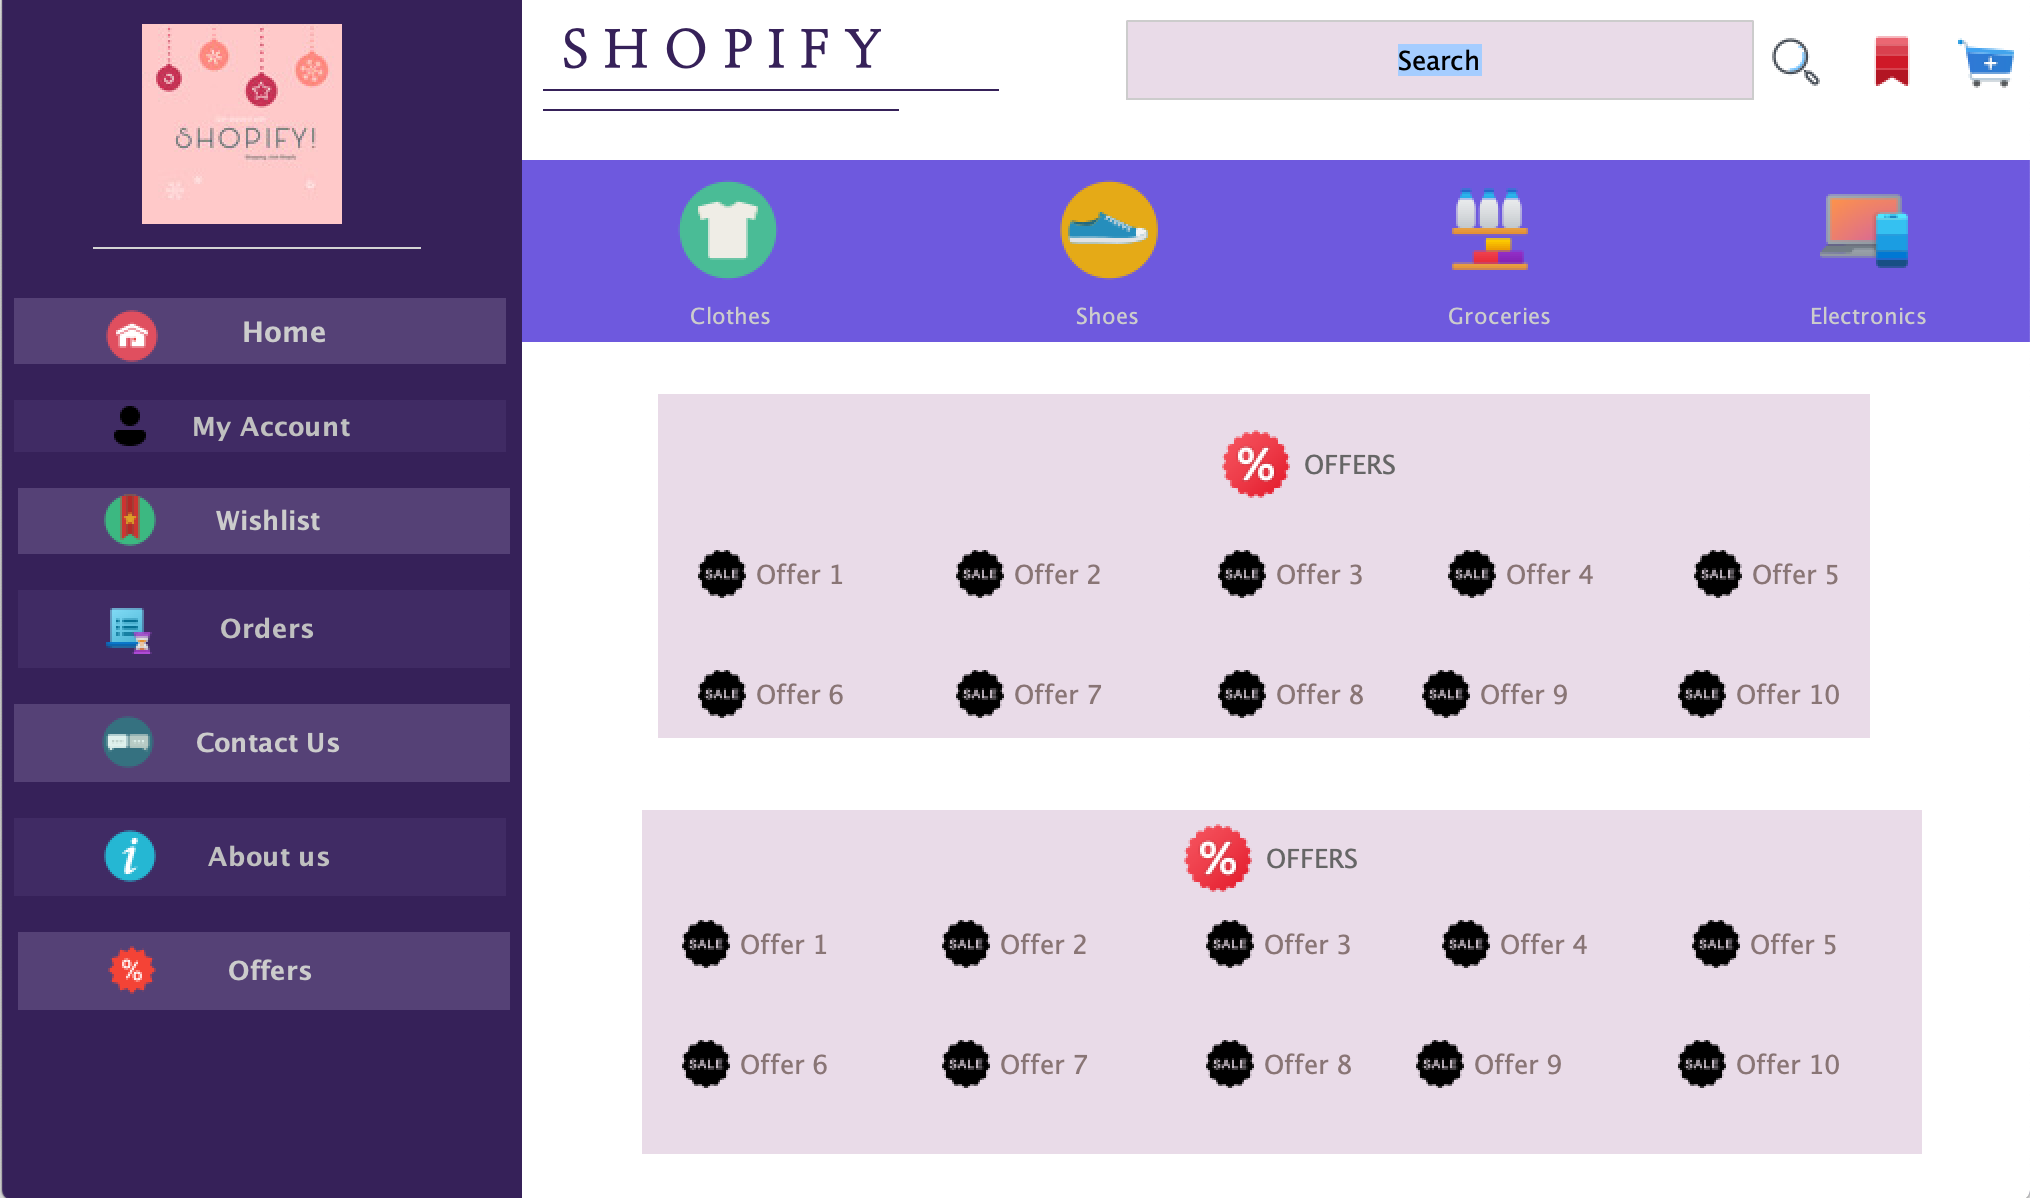 SHOPIFY!
Home
My Account
Wishlist
Orders
Contact Us
About us
Offers
SHOPIFY
Search
Clothes
Shoes
Groceries
Electronics
% OFFERS
SALE Offer 1
SALE Offer 2
SALE Offer 3
SALE Offer 4
SALE Offer 5
SALE Offer 6
SALE Offer 7
SALE Offer 8
SALE Offer 9
SALE Offer 10
% OFFERS
SALE Offer 1
SALE Offer 2
SALE Offer 3
SALE Offer 4
SALE Offer 5
SALE Offer 6
SALE Offer 7
SALE Offer 8
SALE Offer 9
SALE Offer 10